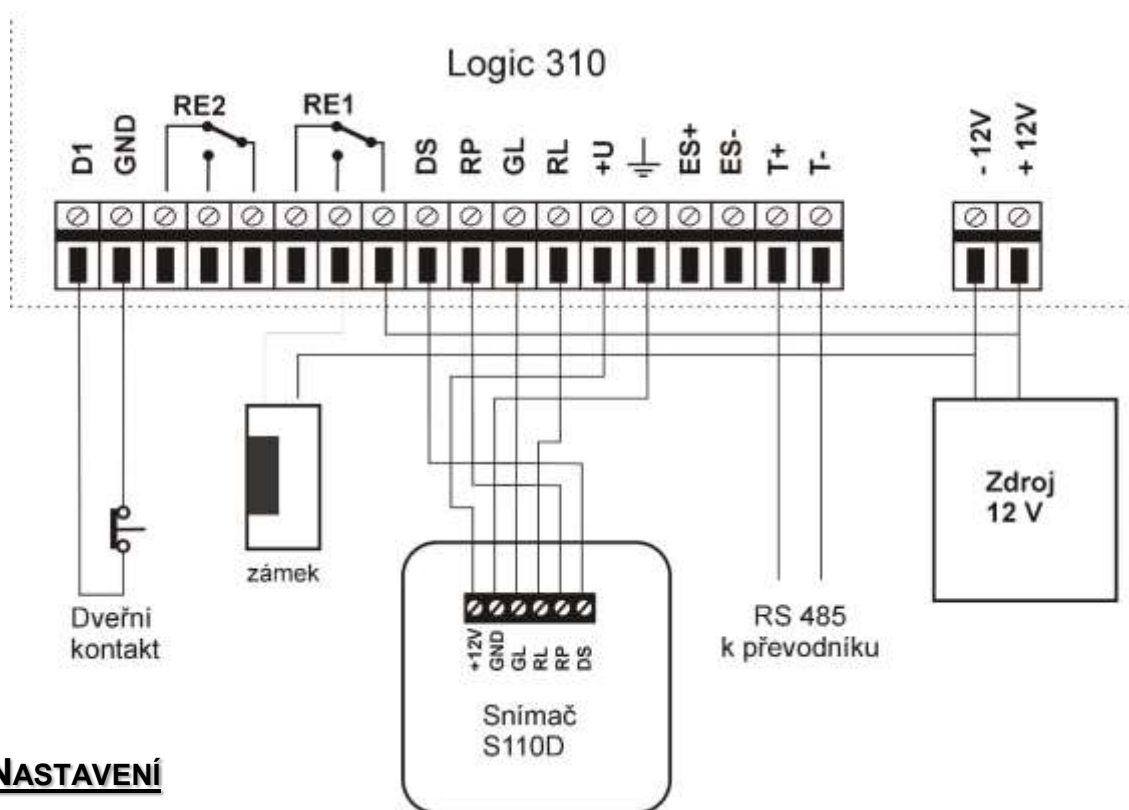 Logic 310
RE2 RE1
D1 GND DS RP GL RL +U ES+ ES- T+ T- - 12V + 12V
Zdroj
12 V
zámek
Dveřní
kontakt
RS 485
k převodníku
+12V GND GL RL RP DS
Snímač
S110D
NASTAVENÍ